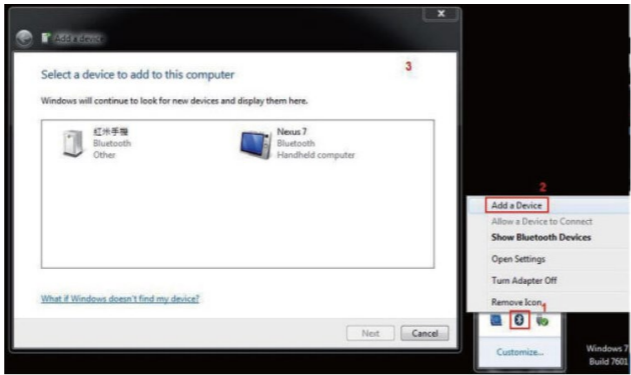 x
Add a device
Select a device to add to this computer
3
Windows will continue to look for new devices and display them here.
红米手機
Bluetooth
Other
Nexus 7
Bluetooth
Handheld computer
What if Windows doesn't find my device?
Next
Cancel
2
Add a Device
Allow a Device to Connect
Show Bluetooth Devices
Open Settings
Turn Adapter Off
Remove Icon
1
Customize...
Windows 7
Build 7601